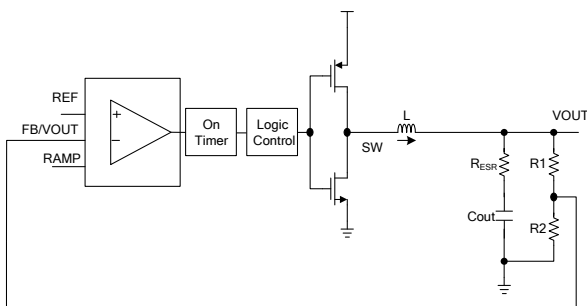 REF
FB/VOUT
RAMP
+
−
On
Timer
Logic
Control
SW
L
VOUT
RESR
R1
Cout
R2